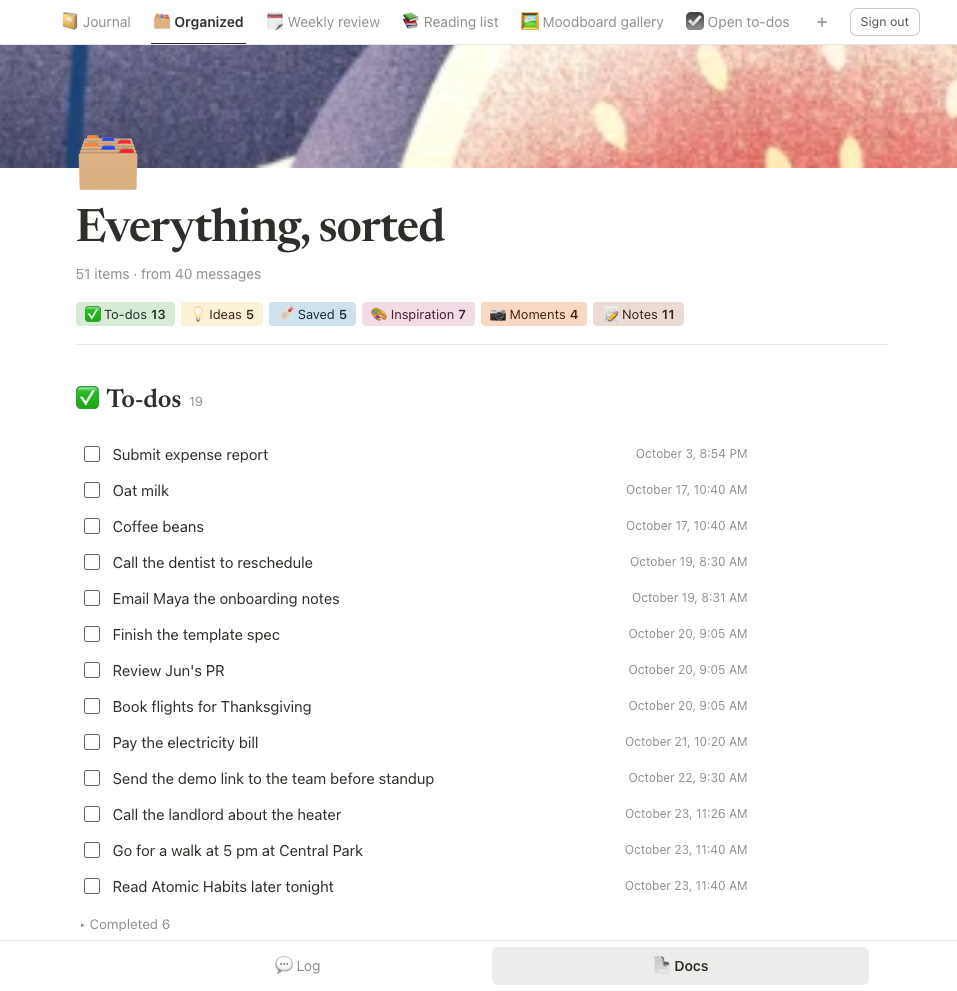 Journal Organized Weekly review Reading list Moodboard gallery Open to-dos + Sign out
Everything, sorted
51 items · from 40 messages
To-dos 13 Ideas 5 Saved 5 Inspiration 7 Moments 4 Notes 11
To-dos 19
Submit expense report October 3, 8:54 PM
Oat milk October 17, 10:40 AM
Coffee beans October 17, 10:40 AM
Call the dentist to reschedule October 19, 8:30 AM
Email Maya the onboarding notes October 19, 8:31 AM
Finish the template spec October 20, 9:05 AM
Review Jun's PR October 20, 9:05 AM
Book flights for Thanksgiving October 20, 9:05 AM
Pay the electricity bill October 21, 10:20 AM
Send the demo link to the team before standup October 22, 9:30 AM
Call the landlord about the heater October 23, 11:26 AM
Go for a walk at 5 pm at Central Park October 23, 11:40 AM
Read Atomic Habits later tonight October 23, 11:40 AM
Completed 6
Log Docs